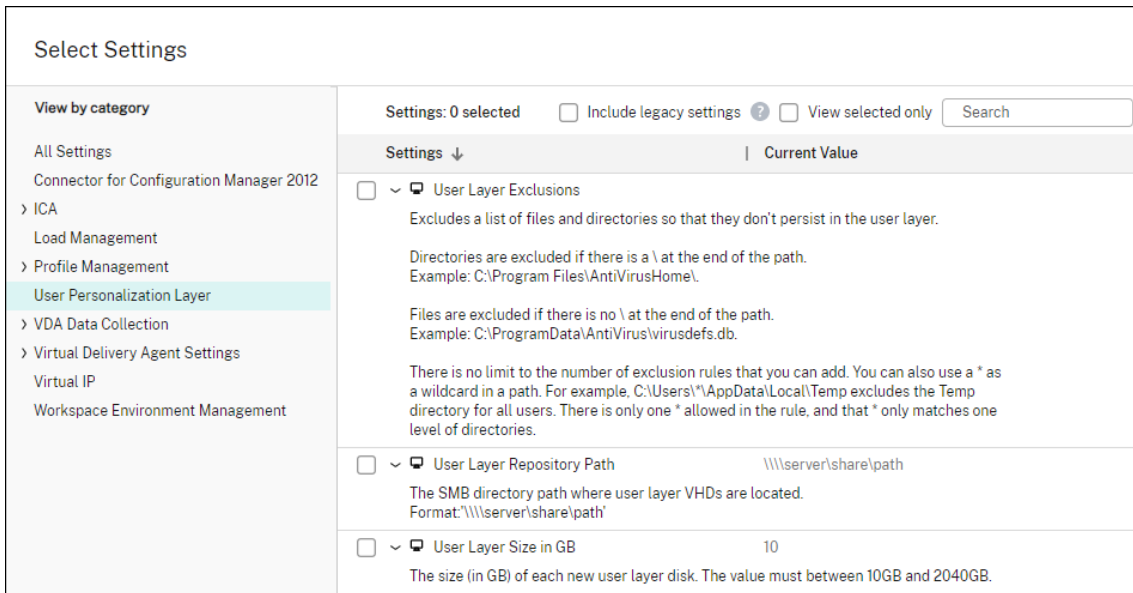 Select Settings
View by category
All Settings
Connector for Configuration Manager 2012
ICA
Load Management
Profile Management
User Personalization Layer
VDA Data Collection
Virtual Delivery Agent Settings
Virtual IP
Workspace Environment Management
Settings: 0 selected Include legacy settings ? View selected only Search
Settings Current Value
User Layer Exclusions
Excludes a list of files and directories so that they don't persist in the user layer.
Directories are excluded if there is a \ at the end of the path.
Example: C:\Program Files\AntiVirusHome\.
Files are excluded if there is no \ at the end of the path.
Example: C:\ProgramData\AntiVirus\virusdefs.db.
There is no limit to the number of exclusion rules that you can add. You can also use a * as
a wildcard in a path. For example, C:\Users\*\AppData\Local\Temp excludes the Temp
directory for all users. There is only one * allowed in the rule, and that * only matches one
level of directories.
User Layer Repository Path \\\\server\share\path
The SMB directory path where user layer VHDs are located.
Format:'\\\\server\share\path'
User Layer Size in GB 10
The size (in GB) of each new user layer disk. The value must between 10GB and 2040GB.